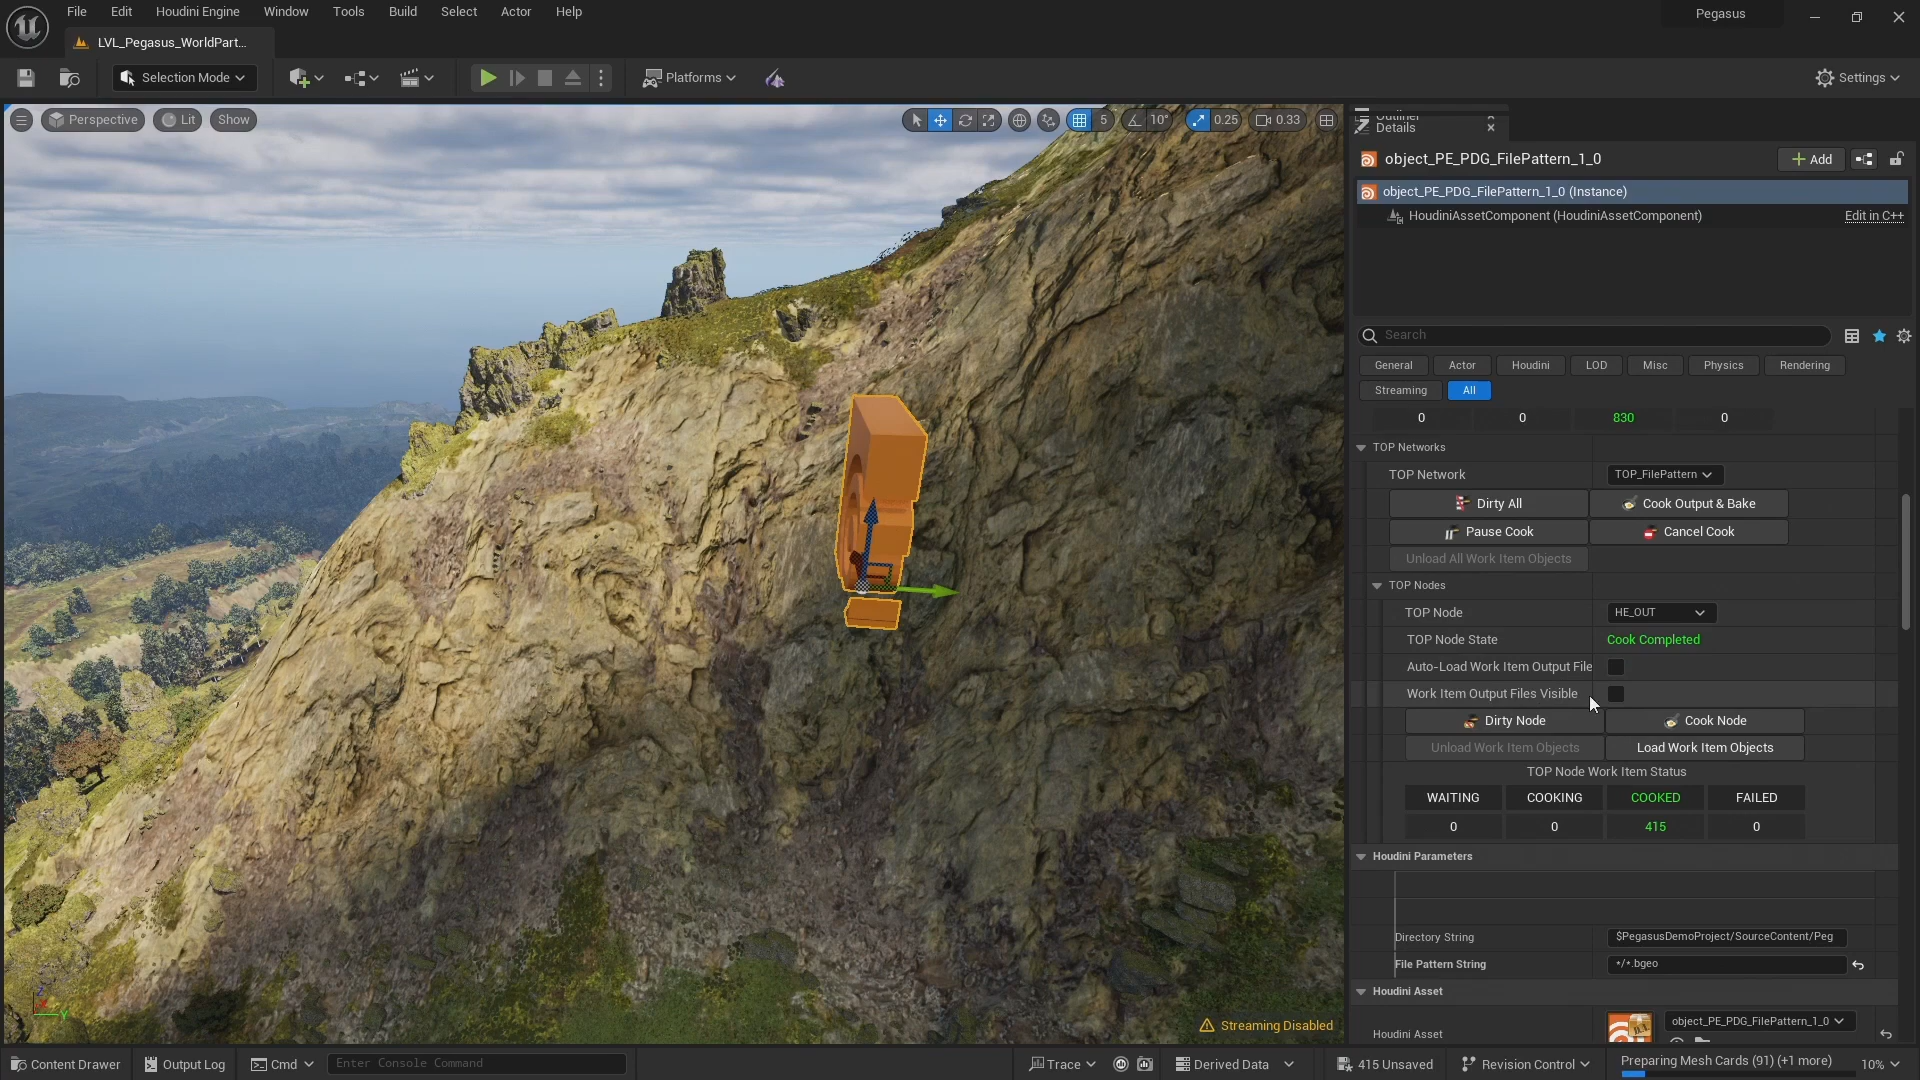 File Edit Houdini Engine Window Tools Build Select Actor Help
Pegasus
LVL_Pegasus_WorldPart...
Selection Mode
Platforms
Settings
Perspective Lit Show
5 10° 0.25 0.33
Outliner
Details
object_PE_PDG_FilePattern_1_0
Add
object_PE_PDG_FilePattern_1_0 (Instance)
HoudiniAssetComponent (HoudiniAssetComponent) Edit in C++
Search
General Actor Houdini LOD Misc Physics Rendering
Streaming All
0 0 830 0
TOP Networks
TOP Network TOP_FilePattern
Dirty All Cook Output & Bake
Pause Cook Cancel Cook
Unload All Work Item Objects
TOP Nodes
TOP Node HE_OUT
TOP Node State Cook Completed
Auto-Load Work Item Output File
Work Item Output Files Visible
Dirty Node Cook Node
Unload Work Item Objects Load Work Item Objects
TOP Node Work Item Status
WAITING COOKING COOKED FAILED
0 0 415 0
Houdini Parameters
Directory String $PegasusDemoProject/SourceContent/Peg
File Pattern String */*.bgeo
Houdini Asset
Houdini Asset object_PE_PDG_FilePattern_1_0
Z
Y
Streaming Disabled
Content Drawer Output Log Cmd Enter Console Command Trace Derived Data 415 Unsaved Revision Control Preparing Mesh Cards (91) (+1 more) 10%